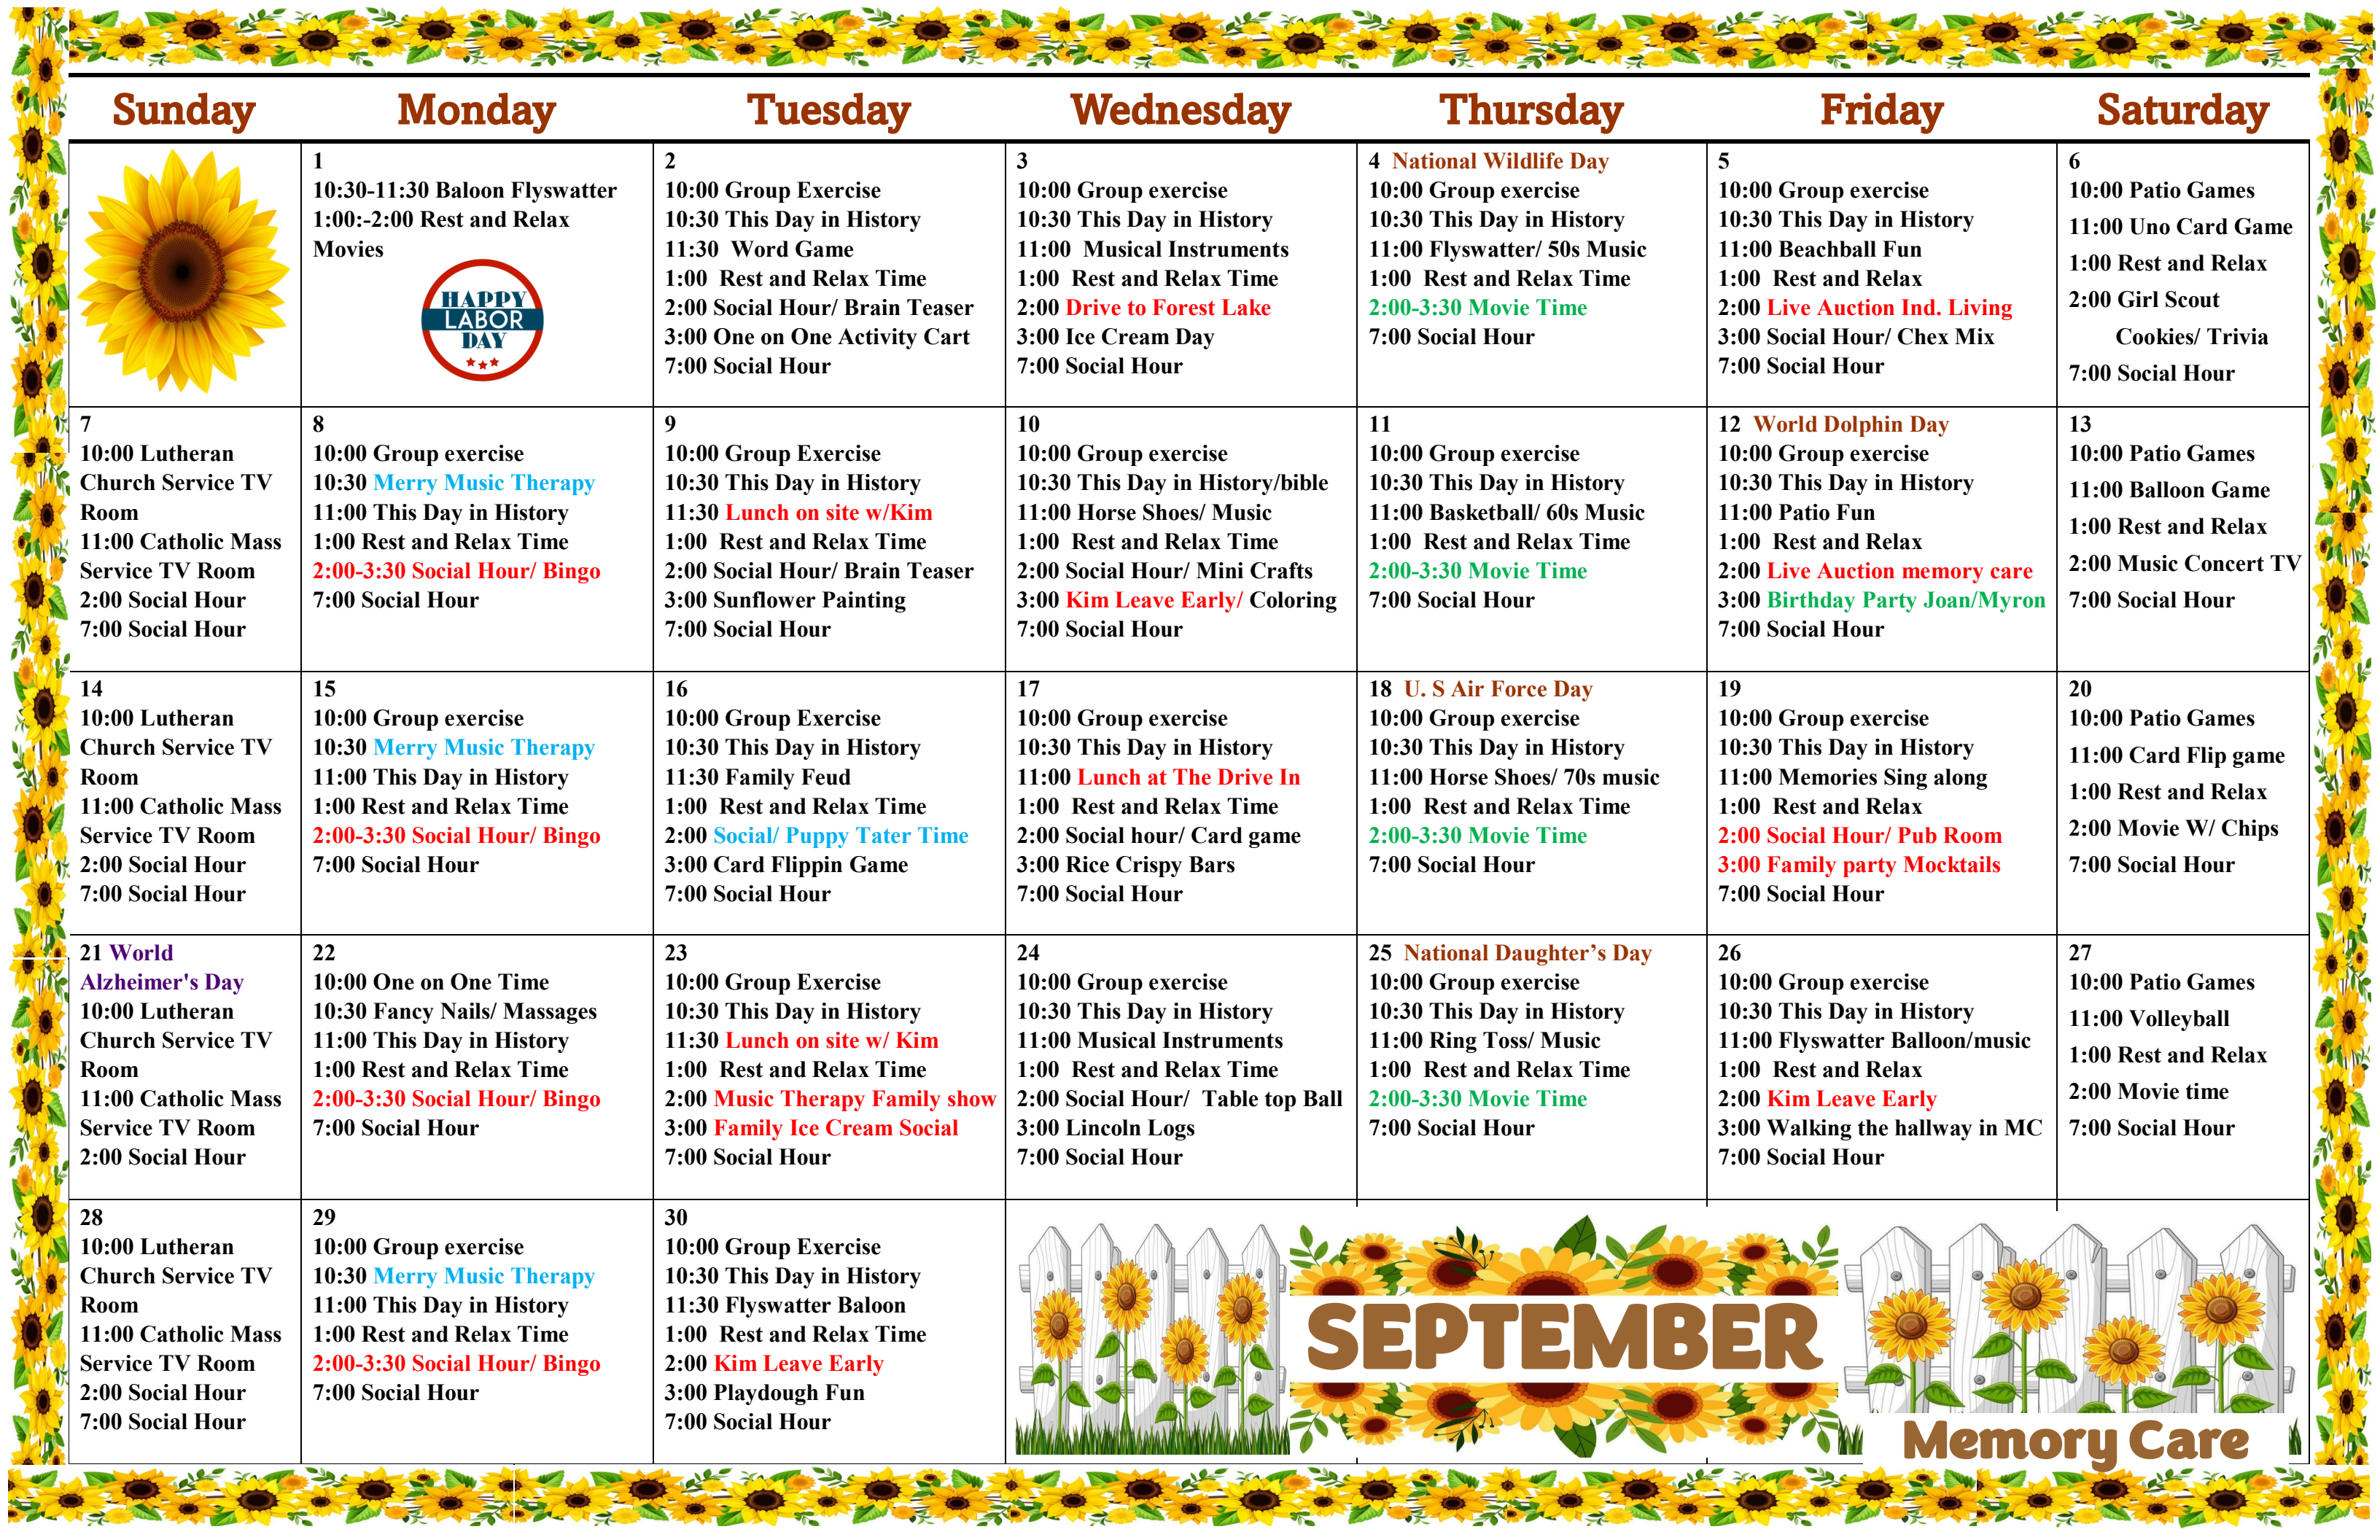 Sunday Monday Tuesday Wednesday Thursday Friday Saturday
1
10:30-11:30 Baloon Flyswatter
1:00:-2:00 Rest and Relax
Movies
HAPPY
LABOR
DAY
2
10:00 Group Exercise
10:30 This Day in History
11:30 Word Game
1:00 Rest and Relax Time
2:00 Social Hour/ Brain Teaser
3:00 One on One Activity Cart
7:00 Social Hour
3
10:00 Group exercise
10:30 This Day in History
11:00 Musical Instruments
1:00 Rest and Relax Time
2:00 Drive to Forest Lake
3:00 Ice Cream Day
7:00 Social Hour
4 National Wildlife Day
10:00 Group exercise
10:30 This Day in History
11:00 Flyswatter/ 50s Music
1:00 Rest and Relax Time
2:00-3:30 Movie Time
7:00 Social Hour
5
10:00 Group exercise
10:30 This Day in History
11:00 Beachball Fun
1:00 Rest and Relax
2:00 Live Auction Ind. Living
3:00 Social Hour/ Chex Mix
7:00 Social Hour
6
10:00 Patio Games
11:00 Uno Card Game
1:00 Rest and Relax
2:00 Girl Scout
Cookies/ Trivia
7:00 Social Hour
7
10:00 Lutheran
Church Service TV
Room
11:00 Catholic Mass
Service TV Room
2:00 Social Hour
7:00 Social Hour
8
10:00 Group exercise
10:30 Merry Music Therapy
11:00 This Day in History
1:00 Rest and Relax Time
2:00-3:30 Social Hour/ Bingo
7:00 Social Hour
9
10:00 Group Exercise
10:30 This Day in History
11:30 Lunch on site w/Kim
1:00 Rest and Relax Time
2:00 Social Hour/ Brain Teaser
3:00 Sunflower Painting
7:00 Social Hour
10
10:00 Group exercise
10:30 This Day in History/bible
11:00 Horse Shoes/ Music
1:00 Rest and Relax Time
2:00 Social Hour/ Mini Crafts
3:00 Kim Leave Early/ Coloring
7:00 Social Hour
11
10:00 Group exercise
10:30 This Day in History
11:00 Basketball/ 60s Music
1:00 Rest and Relax Time
2:00-3:30 Movie Time
7:00 Social Hour
12 World Dolphin Day
10:00 Group exercise
10:30 This Day in History
11:00 Patio Fun
1:00 Rest and Relax
2:00 Live Auction memory care
3:00 Birthday Party Joan/Myron
7:00 Social Hour
13
10:00 Patio Games
11:00 Balloon Game
1:00 Rest and Relax
2:00 Music Concert TV
7:00 Social Hour
14
10:00 Lutheran
Church Service TV
Room
11:00 Catholic Mass
Service TV Room
2:00 Social Hour
7:00 Social Hour
15
10:00 Group exercise
10:30 Merry Music Therapy
11:00 This Day in History
1:00 Rest and Relax Time
2:00-3:30 Social Hour/ Bingo
7:00 Social Hour
16
10:00 Group Exercise
10:30 This Day in History
11:30 Family Feud
1:00 Rest and Relax Time
2:00 Social/ Puppy Tater Time
3:00 Card Flippin Game
7:00 Social Hour
17
10:00 Group exercise
10:30 This Day in History
11:00 Lunch at The Drive In
1:00 Rest and Relax Time
2:00 Social hour/ Card game
3:00 Rice Crispy Bars
7:00 Social Hour
18 U. S Air Force Day
10:00 Group exercise
10:30 This Day in History
11:00 Horse Shoes/ 70s music
1:00 Rest and Relax Time
2:00-3:30 Movie Time
7:00 Social Hour
19
10:00 Group exercise
10:30 This Day in History
11:00 Memories Sing along
1:00 Rest and Relax
2:00 Social Hour/ Pub Room
3:00 Family party Mocktails
7:00 Social Hour
20
10:00 Patio Games
11:00 Card Flip game
1:00 Rest and Relax
2:00 Movie W/ Chips
7:00 Social Hour
21 World
Alzheimer's Day
10:00 Lutheran
Church Service TV
Room
11:00 Catholic Mass
Service TV Room
2:00 Social Hour
22
10:00 One on One Time
10:30 Fancy Nails/ Massages
11:00 This Day in History
1:00 Rest and Relax Time
2:00-3:30 Social Hour/ Bingo
7:00 Social Hour
23
10:00 Group Exercise
10:30 This Day in History
11:30 Lunch on site w/ Kim
1:00 Rest and Relax Time
2:00 Music Therapy Family show
3:00 Family Ice Cream Social
7:00 Social Hour
24
10:00 Group exercise
10:30 This Day in History
11:00 Musical Instruments
1:00 Rest and Relax Time
2:00 Social Hour/ Table top Ball
3:00 Lincoln Logs
7:00 Social Hour
25 National Daughter’s Day
10:00 Group exercise
10:30 This Day in History
11:00 Ring Toss/ Music
1:00 Rest and Relax Time
2:00-3:30 Movie Time
7:00 Social Hour
26
10:00 Group exercise
10:30 This Day in History
11:00 Flyswatter Balloon/music
1:00 Rest and Relax
2:00 Kim Leave Early
3:00 Walking the hallway in MC
7:00 Social Hour
27
10:00 Patio Games
11:00 Volleyball
1:00 Rest and Relax
2:00 Movie time
7:00 Social Hour
28
10:00 Lutheran
Church Service TV
Room
11:00 Catholic Mass
Service TV Room
2:00 Social Hour
7:00 Social Hour
29
10:00 Group exercise
10:30 Merry Music Therapy
11:00 This Day in History
1:00 Rest and Relax Time
2:00-3:30 Social Hour/ Bingo
7:00 Social Hour
30
10:00 Group Exercise
10:30 This Day in History
11:30 Flyswatter Baloon
1:00 Rest and Relax Time
2:00 Kim Leave Early
3:00 Playdough Fun
7:00 Social Hour
SEPTEMBER
Memory Care